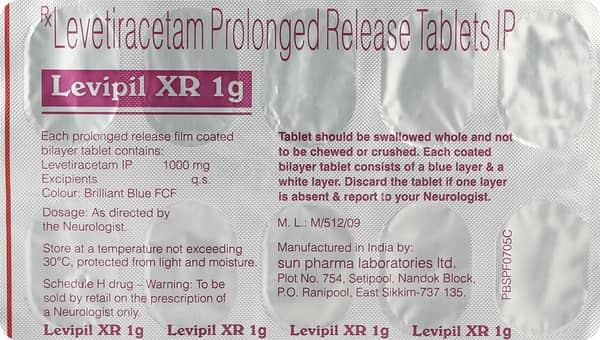 Rx Levetiracetam Prolonged Release Tablets IP
Levipil XR 1g
Each prolonged release film coated
bilayer tablet contains:
Levetiracetam IP 1000 mg
Excipients q.s.
Colour: Brilliant Blue FCF
Dosage: As directed by
the Neurologist.
Store at a temperature not exceeding
30°C, protected from light and moisture.
Schedule H drug – Warning: To be
sold by retail on the prescription of
a Neurologist only.
Tablet should be swallowed whole and not
to be chewed or crushed. Each coated
bilayer tablet consists of a blue layer & a
white layer. Discard the tablet if one layer
is absent & report to your Neurologist.
M. L.: M/512/09
Manufactured in India by:
sun pharma laboratories ltd.
Plot No. 754, Setipool, Nandok Block,
P.O. Ranipool, East Sikkim-737 135.
PBSPF0705C
Levipil XR 1g Levipil XR 1g Levipil XR 1g Levipil XR 1g